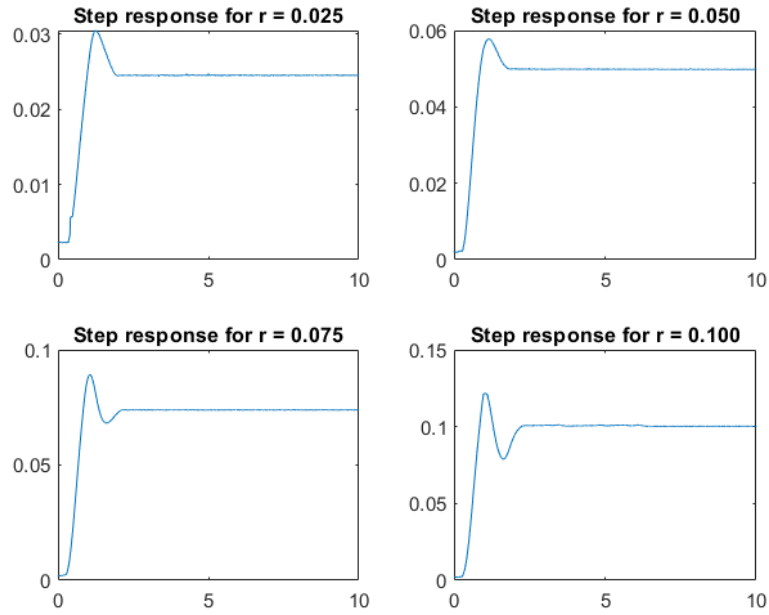 Step response for r = 0.025
0.03
0.02
0.01
0
0 5 10
Step response for r = 0.050
0.06
0.04
0.02
0
0 5 10
Step response for r = 0.075
0.1
0.05
0
0 5 10
Step response for r = 0.100
0.15
0.1
0.05
0
0 5 10